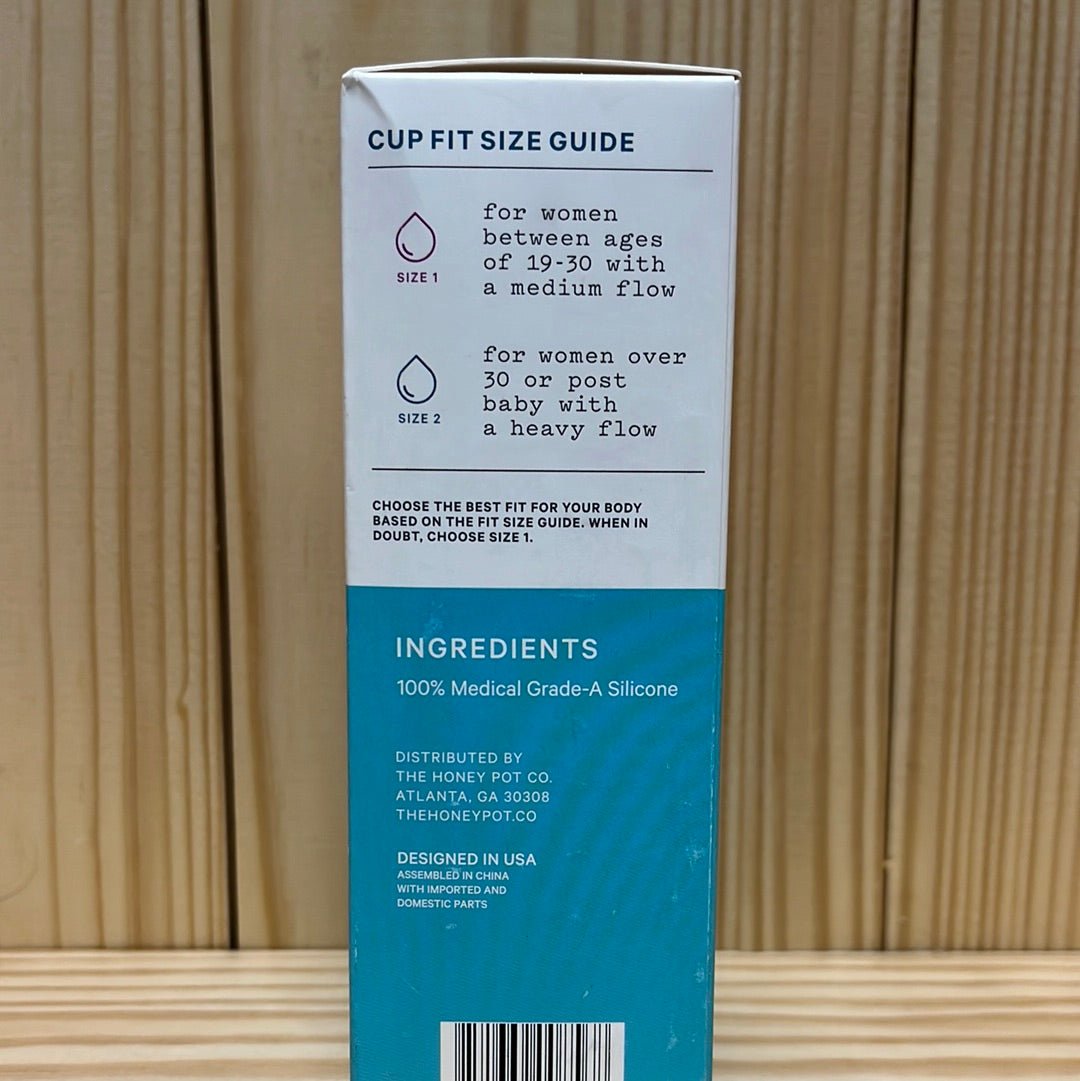 CUP FIT SIZE GUIDE
for women
between ages
of 19-30 with
a medium flow
SIZE 1
for women over
30 or post
baby with
a heavy flow
SIZE 2
CHOOSE THE BEST FIT FOR YOUR BODY
BASED ON THE FIT SIZE GUIDE. WHEN IN
DOUBT, CHOOSE SIZE 1.
INGREDIENTS
100% Medical Grade-A Silicone
DISTRIBUTED BY
THE HONEY POT CO.
ATLANTA, GA 30308
THEHONEYPOT.CO
DESIGNED IN USA
ASSEMBLED IN CHINA
WITH IMPORTED AND
DOMESTIC PARTS